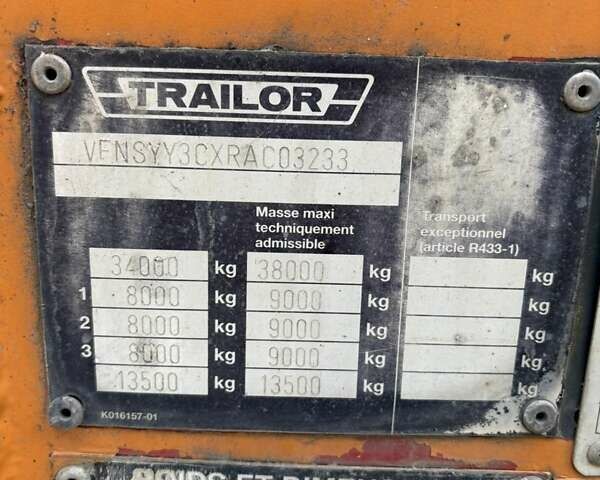 TRAILOR
VFNSYY3CXRAC03233
Masse maxi
techniquement
admissible
Transport
exceptionnel
(article R433-1)
34000 kg 38000 kg kg
1 8000 kg 9000 kg kg
2 8000 kg 9000 kg kg
3 8000 kg 9000 kg kg
13500 kg 13500 kg kg
K016157-01
POIDS ET